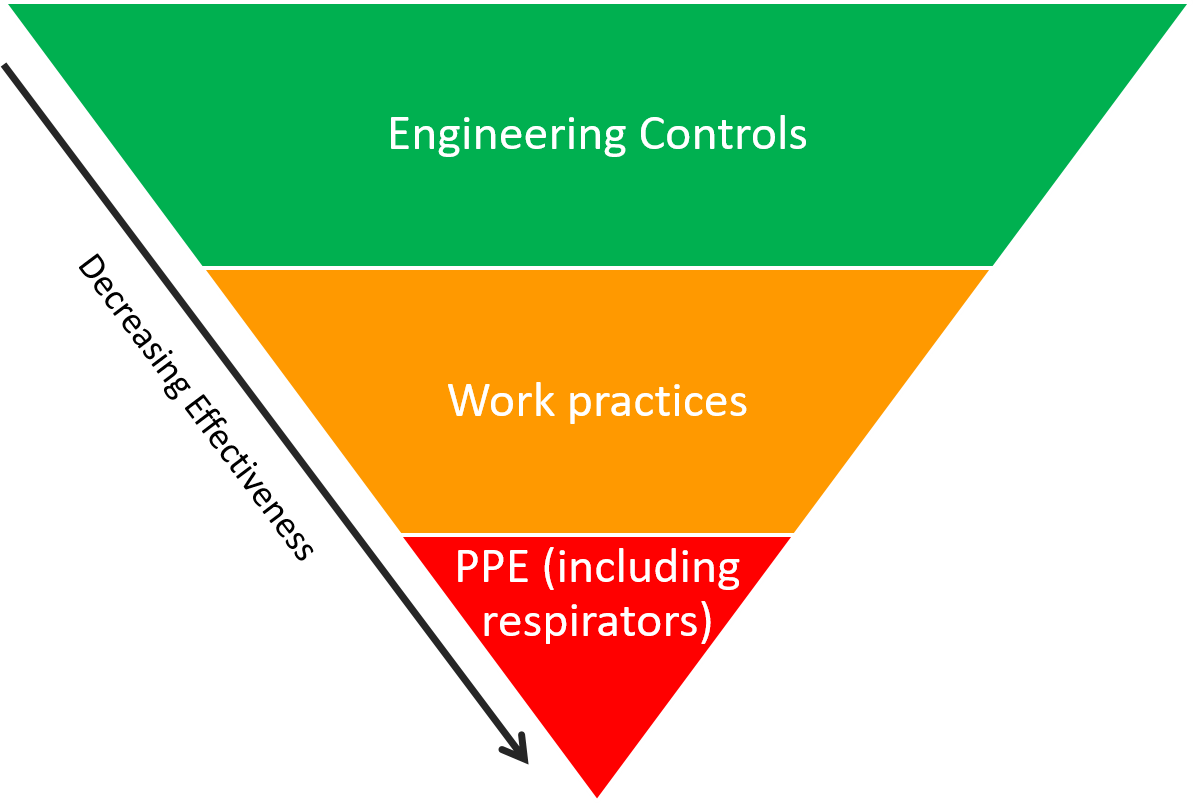 Engineering Controls
Decreasing Effectiveness
Work practices
PPE (including
respirators)